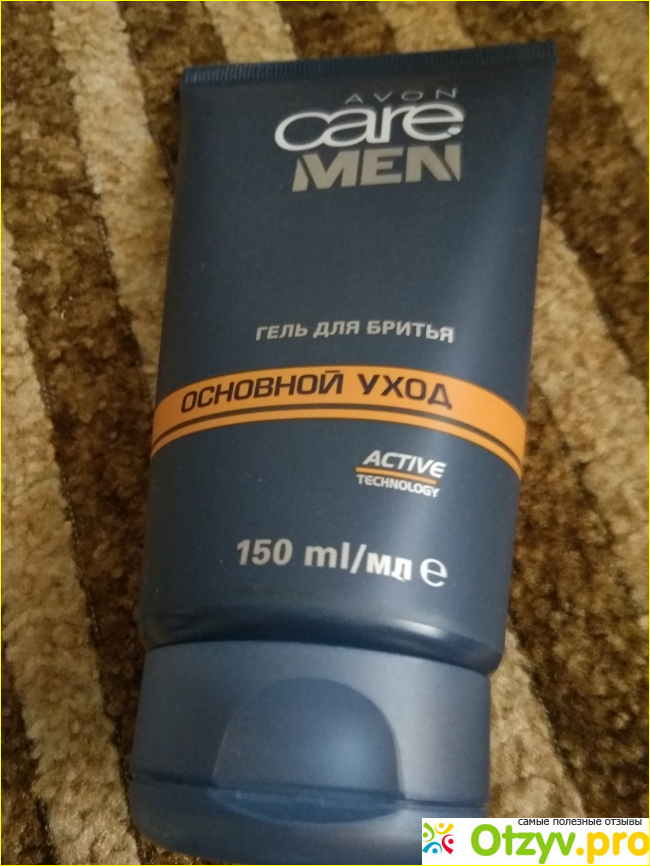 AVON
care
MEN
ГЕЛЬ ДЛЯ БРИТЬЯ
ОСНОВНОЙ УХОД
ACTIVE
TECHNOLOGY
150 ml/мл e
самые полезные отзывы
Otzyv.pro